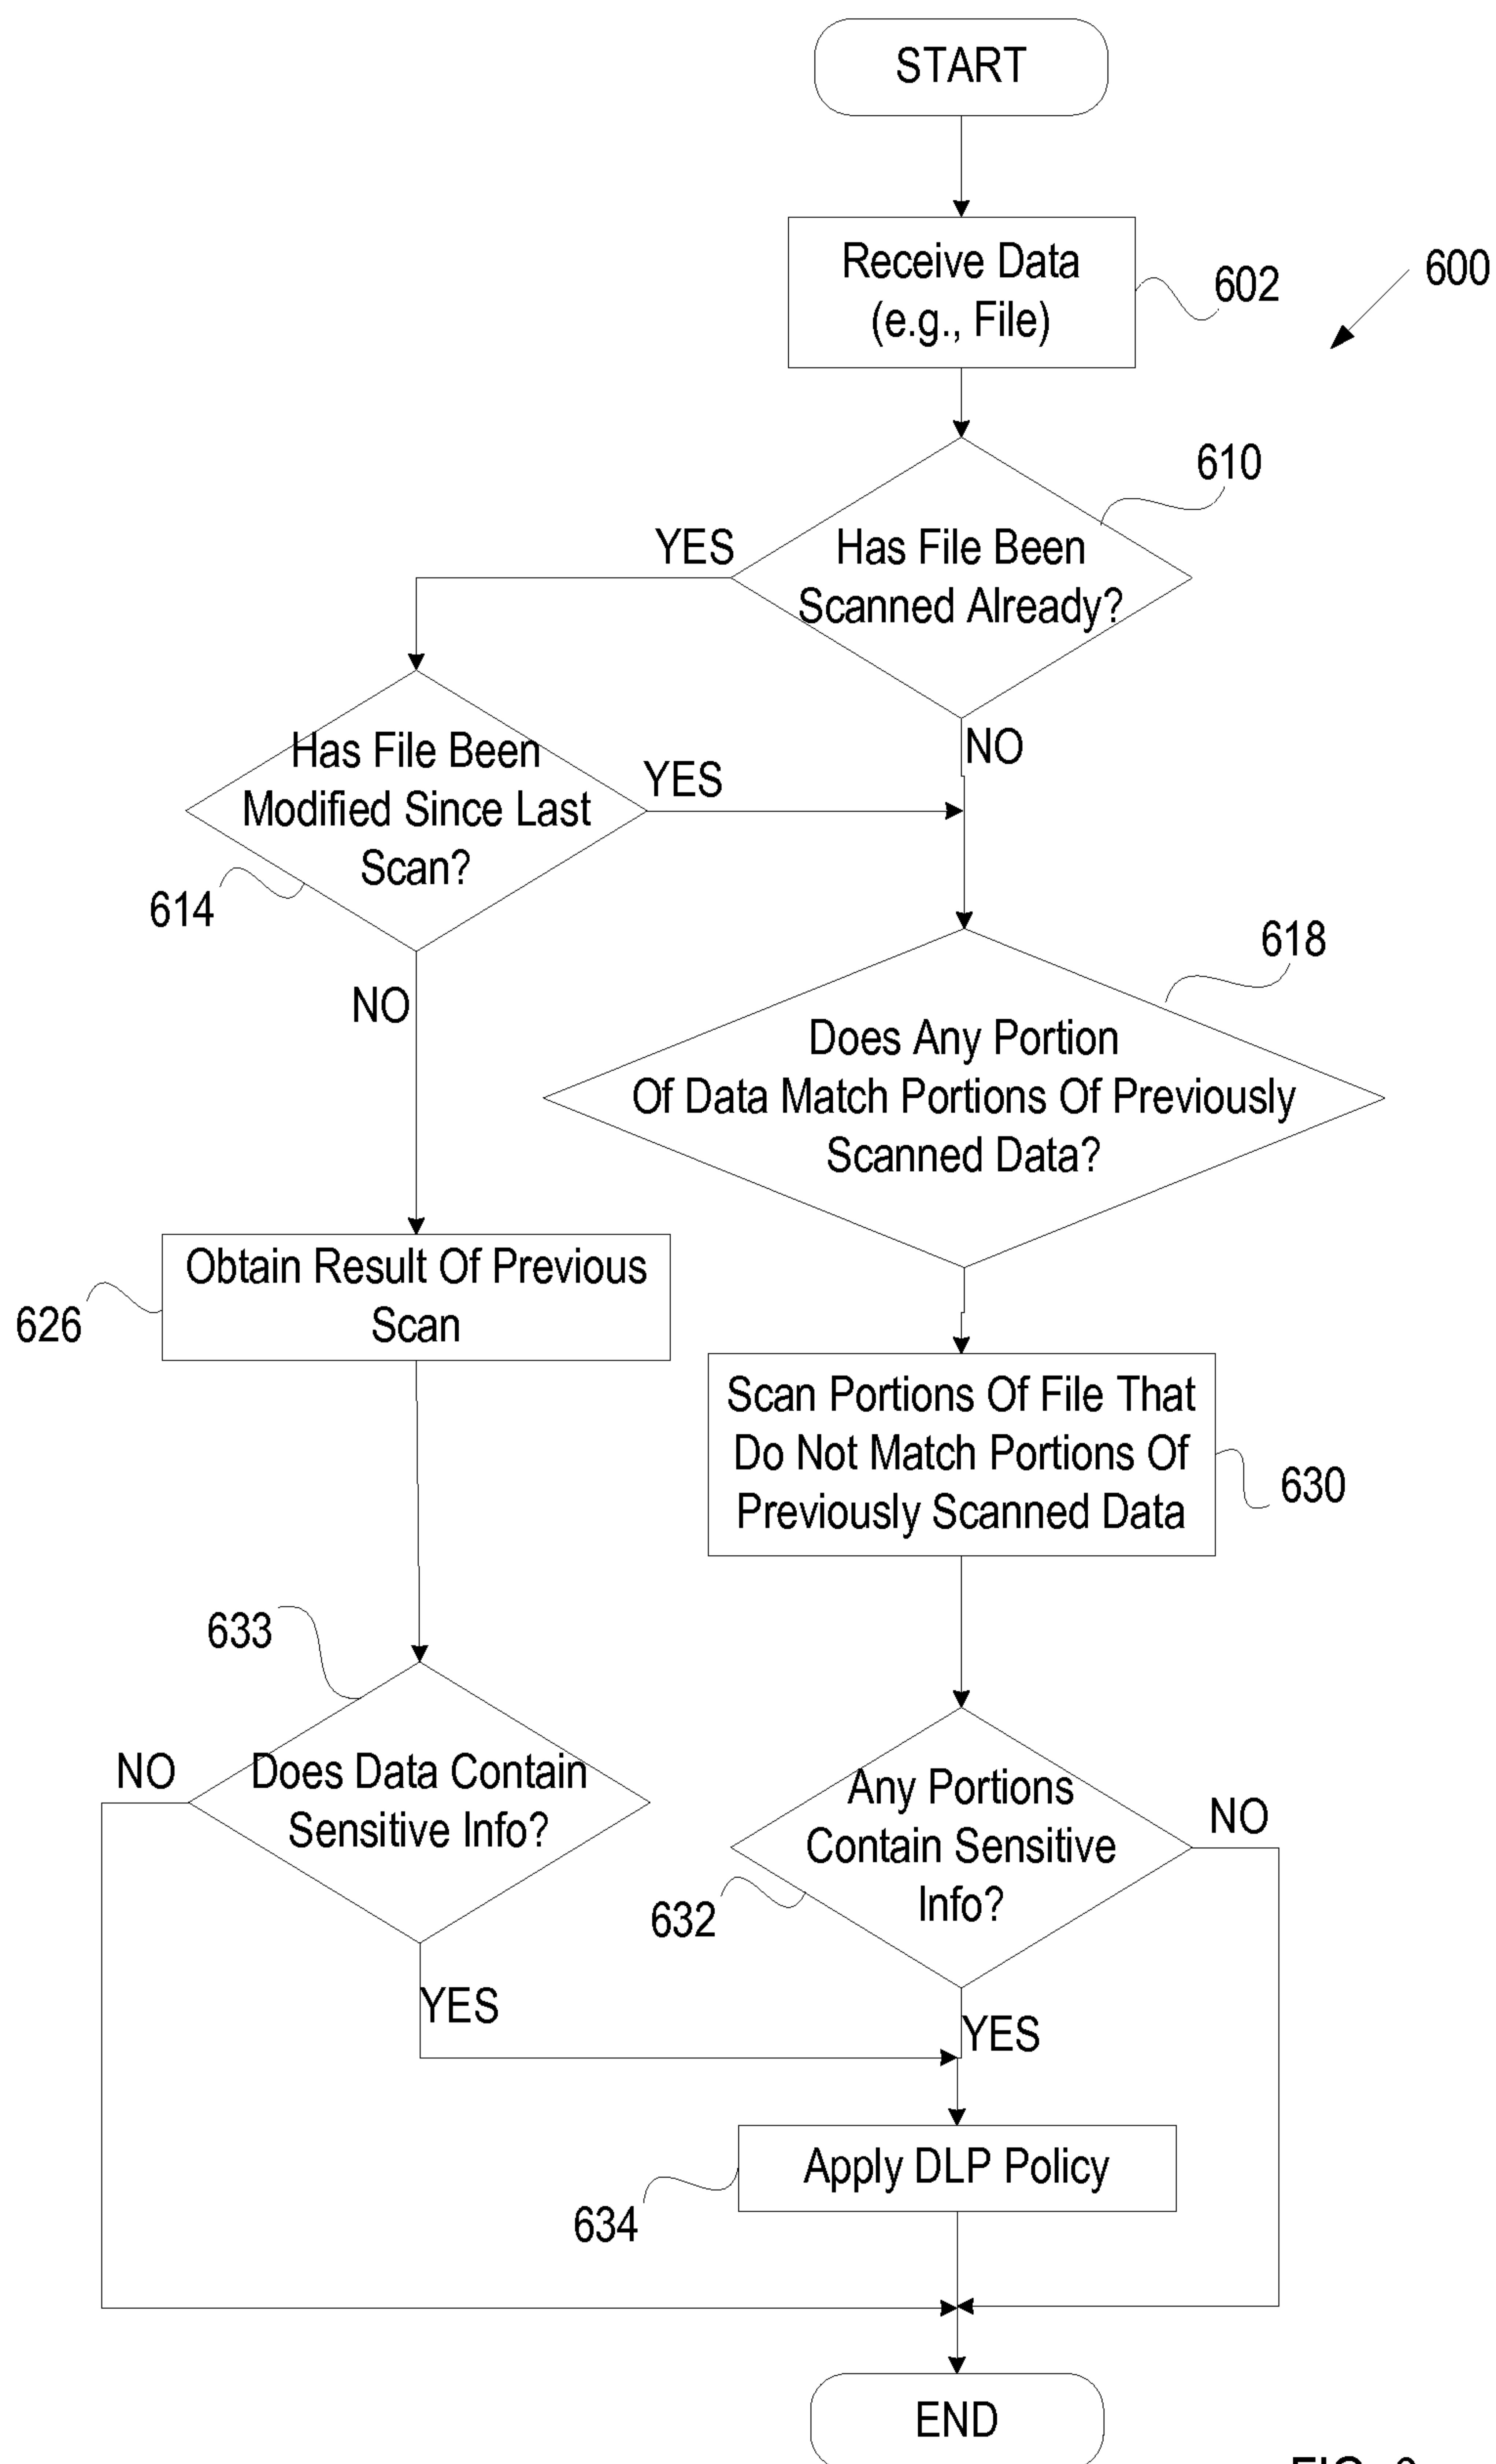 START
Receive Data
(e.g., File)
602
600
610
YES
Has File Been
Scanned Already?
NO
Has File Been
Modified Since Last
Scan?
YES
614
618
NO
Does Any Portion
Of Data Match Portions Of Previously
Scanned Data?
Obtain Result Of Previous
Scan
626
Scan Portions Of File That
Do Not Match Portions Of
Previously Scanned Data
630
633
NO
Does Data Contain
Sensitive Info?
Any Portions
Contain Sensitive
Info?
NO
632
YES
YES
Apply DLP Policy
634
END